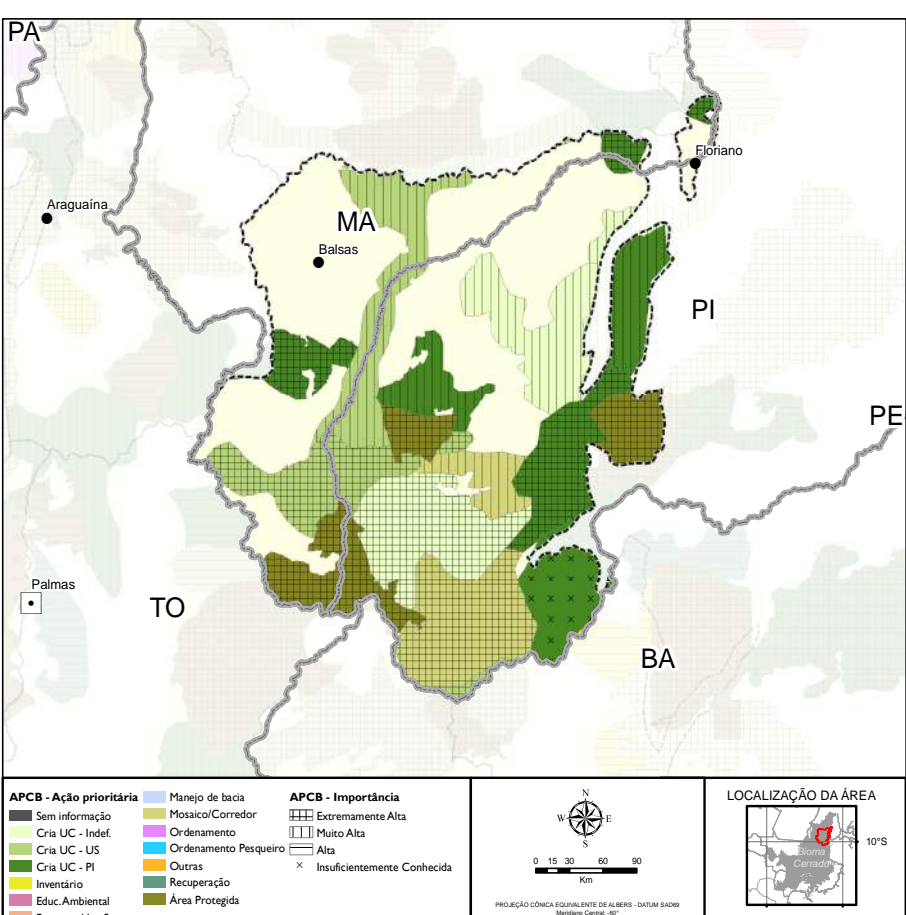 PA
Floriano
Araguaína
MA
Balsas
PI
PE
Palmas
TO
BA
APCB - Ação prioritária
Sem informação
Cria UC - Indef.
Cria UC - US
Cria UC - PI
Inventário
Educ.Ambiental
Manejo de bacia
Mosaico/Corredor
Ordenamento
Ordenamento Pesqueiro
Outras
Recuperação
Área Protegida
APCB - Importância
Extremamente Alta
Muito Alta
Alta
Insuficientemente Conhecida
N
W E
S
0 15 30 60 90
Km
PROJEÇÃO CÔNICA EQUIVALENTE DE ALBERS - DATUM SAD69
Meridiano Central: -60°
LOCALIZAÇÃO DA ÁREA
10°S
Bioma
Cerrado